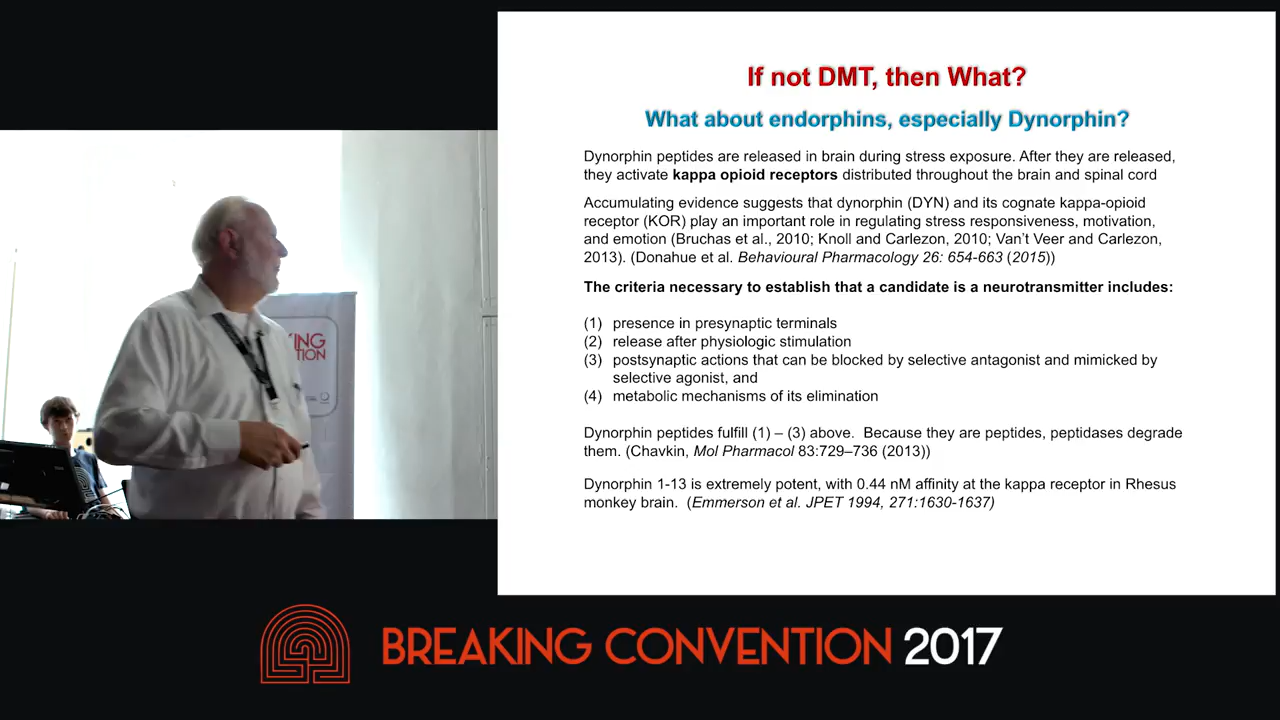 If not DMT, then What?
What about endorphins, especially Dynorphin?
Dynorphin peptides are released in brain during stress exposure. After they are released,
they activate kappa opioid receptors distributed throughout the brain and spinal cord
Accumulating evidence suggests that dynorphin (DYN) and its cognate kappa-opioid
receptor (KOR) play an important role in regulating stress responsiveness, motivation,
and emotion (Bruchas et al., 2010; Knoll and Carlezon, 2010; Van't Veer and Carlezon,
2013). (Donahue et al. Behavioural Pharmacology 26: 654-663 (2015))
The criteria necessary to establish that a candidate is a neurotransmitter includes:
(1) presence in presynaptic terminals
(2) release after physiologic stimulation
(3) postsynaptic actions that can be blocked by selective antagonist and mimicked by
selective agonist, and
(4) metabolic mechanisms of its elimination
Dynorphin peptides fulfill (1) – (3) above. Because they are peptides, peptidases degrade
them. (Chavkin, Mol Pharmacol 83:729–736 (2013))
Dynorphin 1-13 is extremely potent, with 0.44 nM affinity at the kappa receptor in Rhesus
monkey brain. (Emmerson et al. JPET 1994, 271:1630-1637)
KING
TION
BREAKING CONVENTION 2017